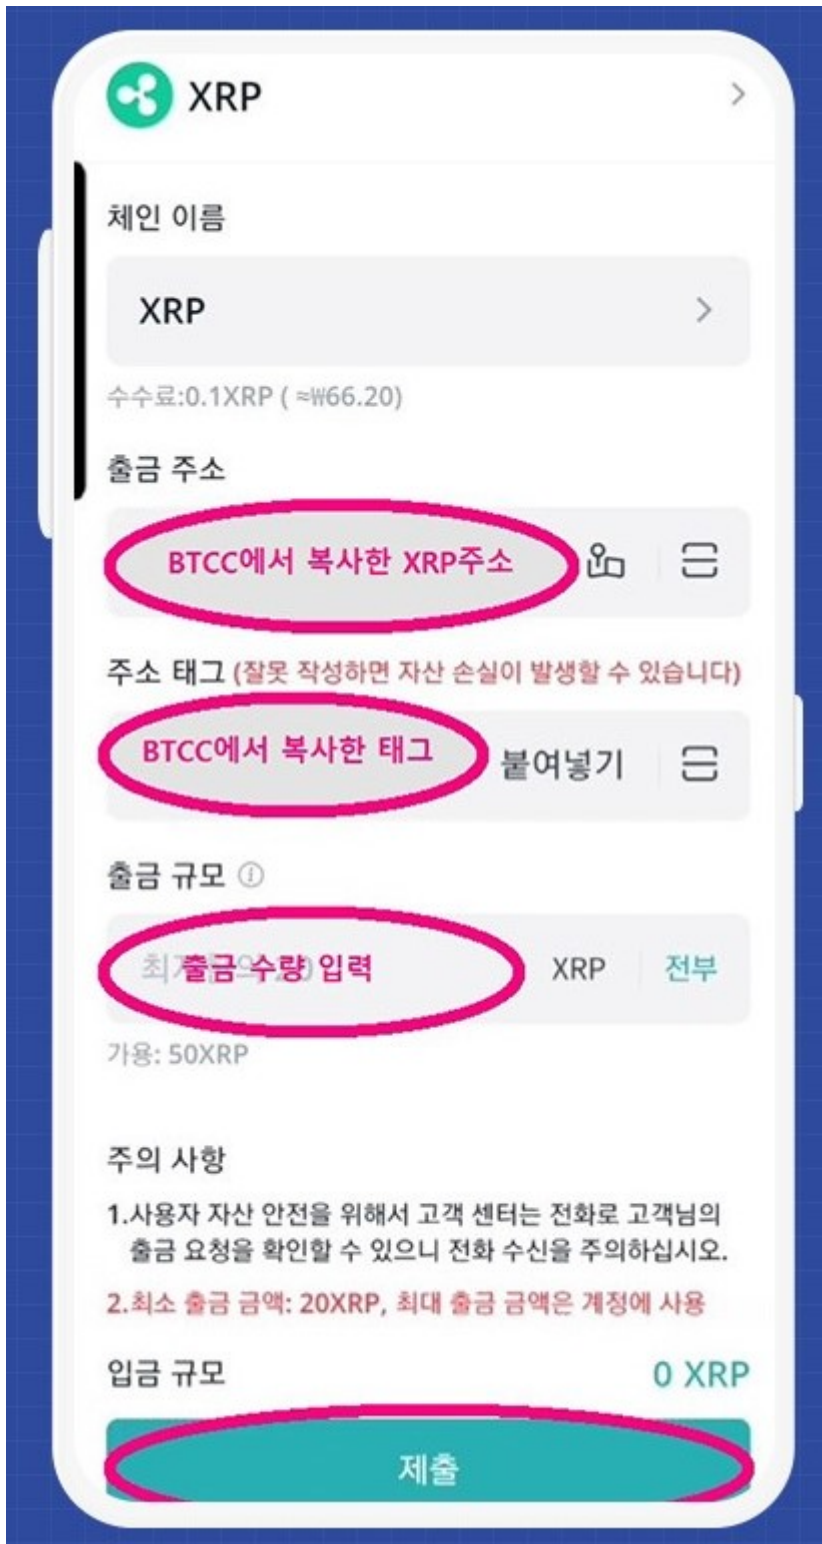 XRP
체인 이름
XRP
수수료:0.1XRP ( ≈₩66.20)
출금 주소
BTCC에서 복사한 XRP주소
주소 태그 (잘못 작성하면 자산 손실이 발생할 수 있습니다)
BTCC에서 복사한 태그 붙여넣기
출금 규모
출금 수량 입력 XRP 전부
가용: 50XRP
주의 사항
1.사용자 자산 안전을 위해서 고객 센터는 전화로 고객님의
출금 요청을 확인할 수 있으니 전화 수신을 주의하십시오.
2.최소 출금 금액: 20XRP, 최대 출금 금액은 계정에 사용
입금 규모 0 XRP
제출